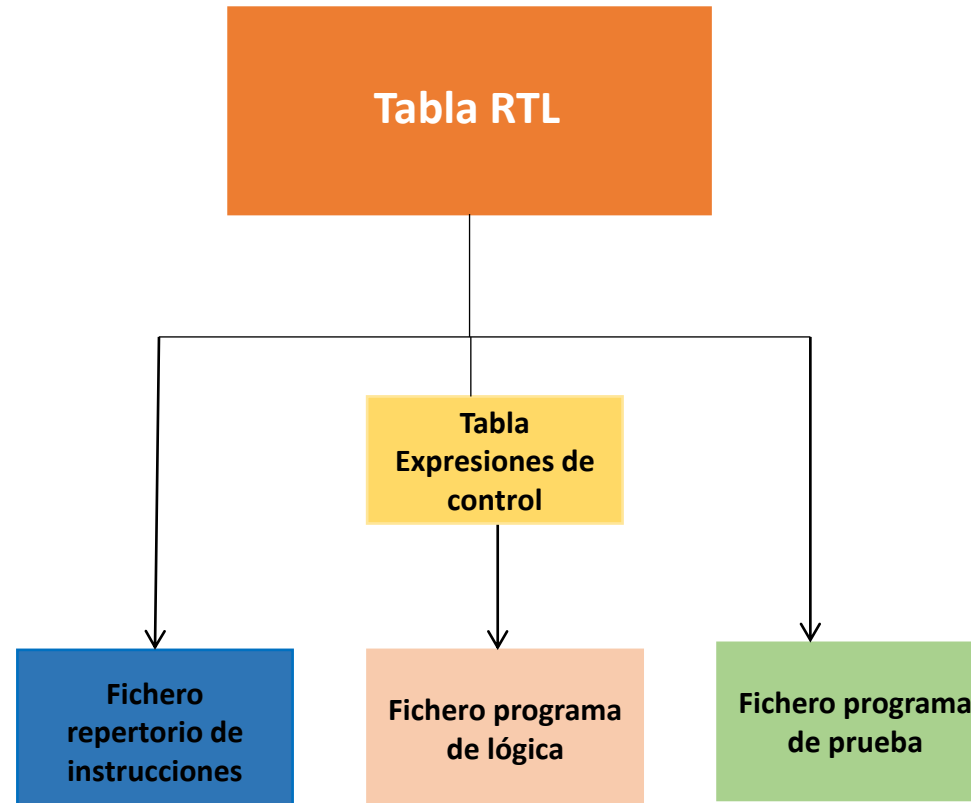 Tabla RTL
Tabla
Expresiones de
control
Fichero
repertorio de
instrucciones
Fichero programa
de lógica
Fichero programa
de prueba